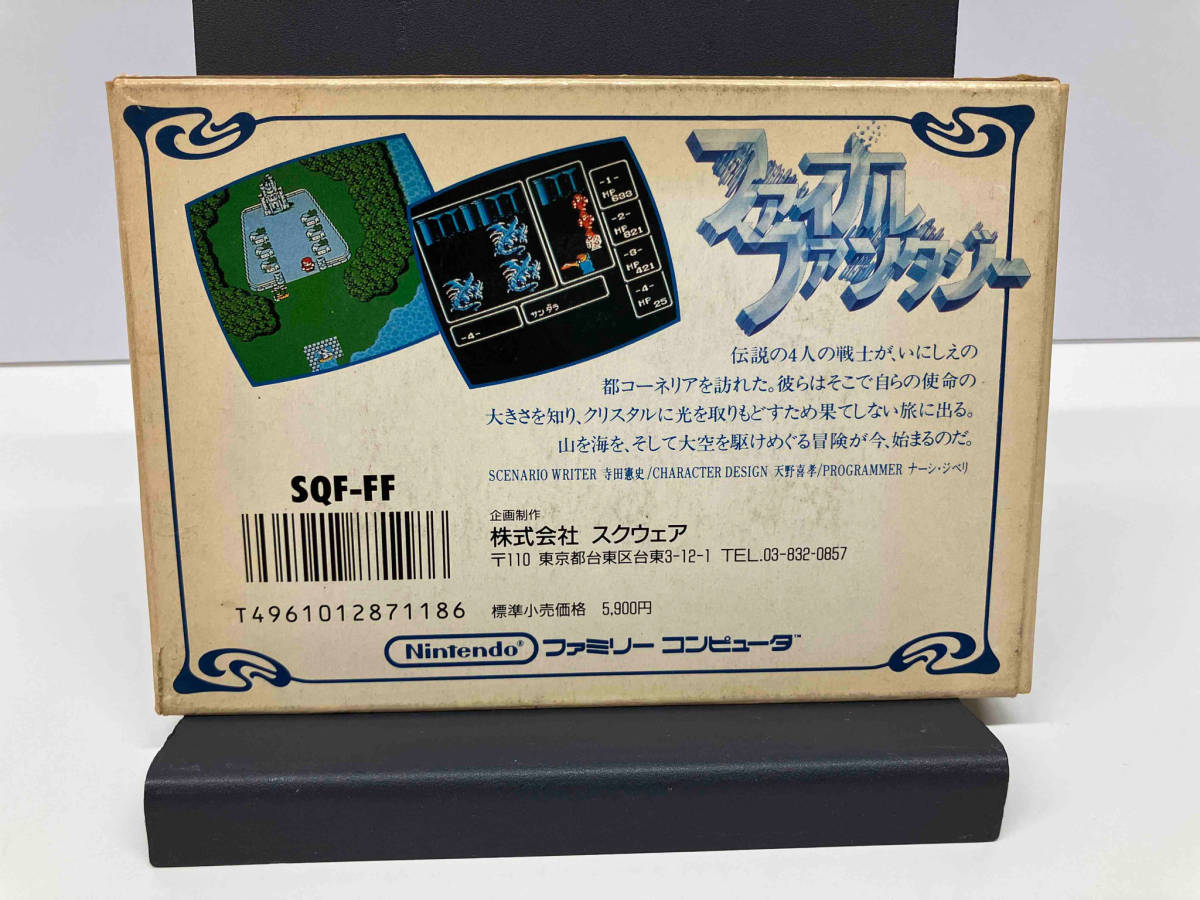 ファイナル
ファンタジー
-1-
HP
-2-
HP
821
-3-
HP
421
-4-
HP 25
-4-
サンダラ
伝説の4人の戦士が、いにしえの
都コーネリアを訪れた。彼らはそこで自らの使命の
大きさを知り、クリスタルに光を取りもどすため果てしない旅に出る。
山を海を、そして大空を駆けめぐる冒険が今、始まるのだ。
SCENARIO WRITER 寺田憲史/CHARACTER DESIGN 天野喜孝/PROGRAMMER ナーシ・ジベリ
SQF-FF
企画制作
株式会社 スクウェア
〒110 東京都台東区台東3-12-1 TEL.03-832-0857
T4961012871186
標準小売価格 5,900円
Nintendo® ファミリー コンピュータ™